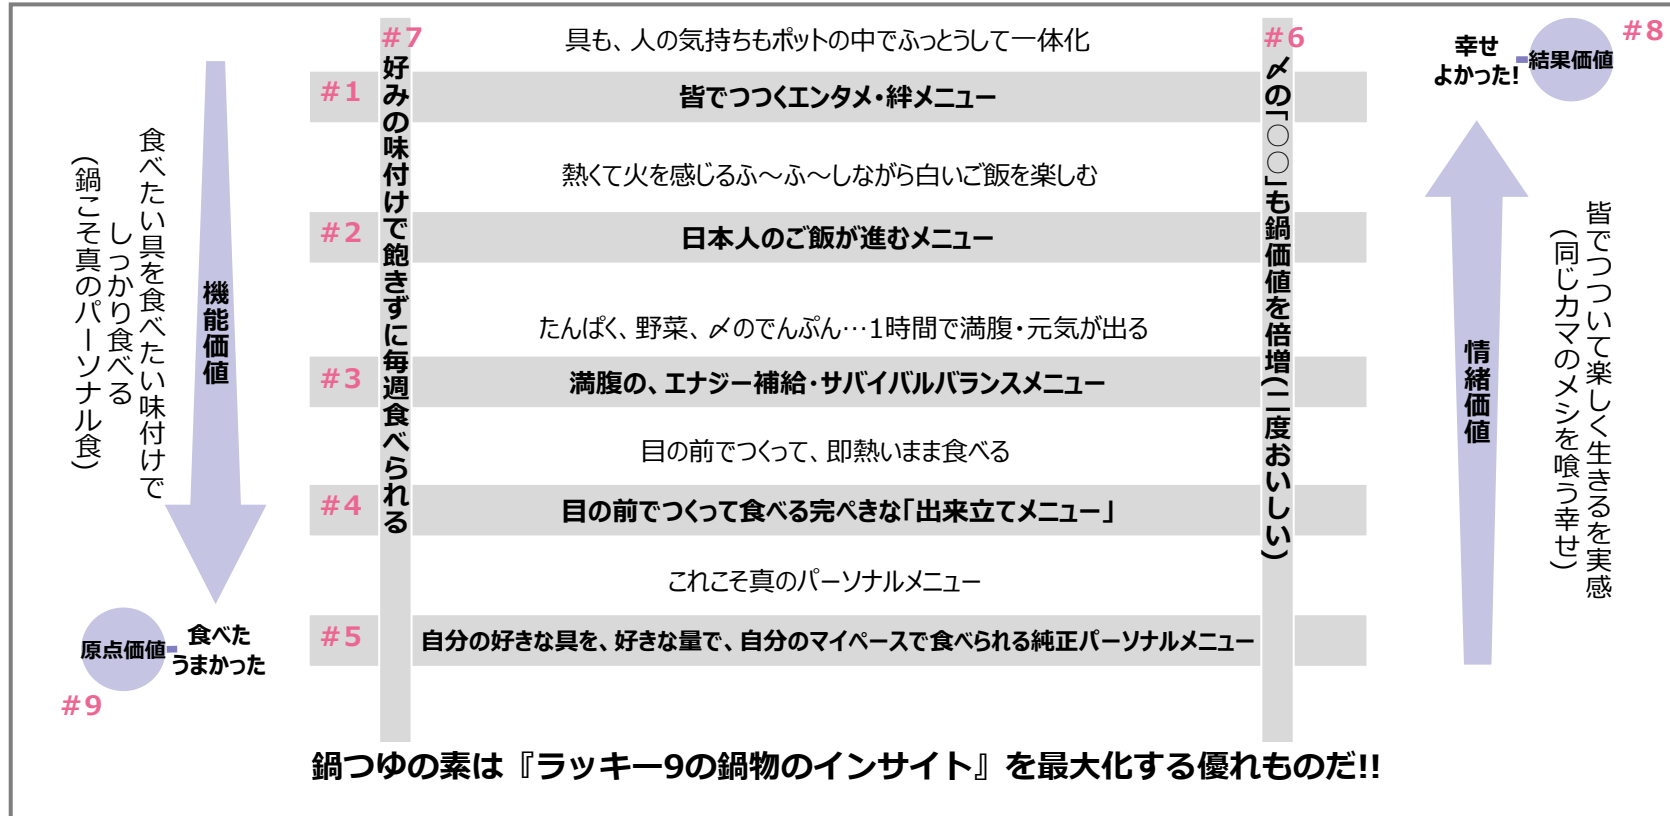 #7
好みの味付けで飽きずに毎週食べられる
#6
〆の「○○」も鍋価値を倍増(二度おいしい)
具も、人の気持ちもポットの中でふっとうして一体化
#1
皆でつつくエンタメ・絆メニュー
熱くて火を感じるふ～ふ～しながら白いご飯を楽しむ
#2
日本人のご飯が進むメニュー
たんぱく、野菜、〆のでんぷん…1時間で満腹・元気が出る
#3
満腹の、エナジー補給・サバイバルバランスメニュー
目の前でつくって、即熱いまま食べる
#4
目の前でつくって食べる完ぺきな「出来立てメニュー」
これこそ真のパーソナルメニュー
#5
自分の好きな具を、好きな量で、自分のマイペースで食べられる純正パーソナルメニュー
食べたい具を食べたい味付けで
しっかり食べる
(鍋こそ真のパーソナル食)
機能価値
原点価値
食べた
うまかった
#9
#8
幸せ
よかった!
結果価値
情緒価値
皆でつついて楽しく生きるを実感
(同じカマのメシを喰う幸せ)
鍋つゆの素は『ラッキー9の鍋物のインサイト』を最大化する優れものだ!!